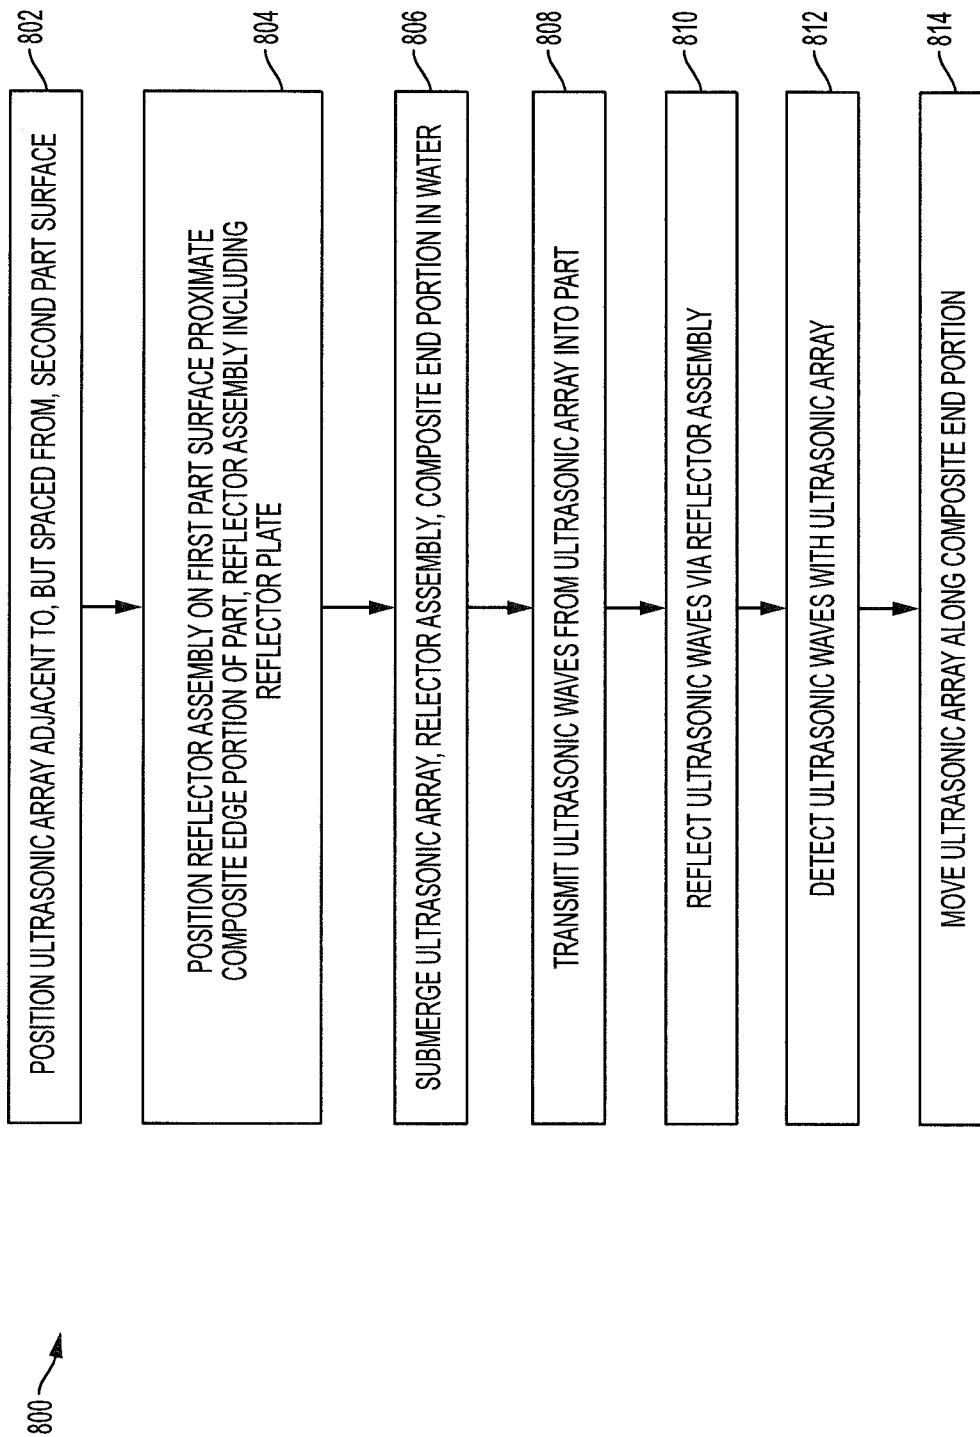 800
POSITION ULTRASONIC ARRAY ADJACENT TO, BUT SPACED FROM, SECOND PART SURFACE
802
POSITION REFLECTOR ASSEMBLY ON FIRST PART SURFACE PROXIMATE
COMPOSITE EDGE PORTION OF PART, REFLECTOR ASSEMBLY INCLUDING
REFLECTOR PLATE
804
SUBMERGE ULTRASONIC ARRAY, RELECTOR ASSEMBLY, COMPOSITE END PORTION IN WATER
806
TRANSMIT ULTRASONIC WAVES FROM ULTRASONIC ARRAY INTO PART
808
REFLECT ULTRASONIC WAVES VIA REFLECTOR ASSEMBLY
810
DETECT ULTRASONIC WAVES WITH ULTRASONIC ARRAY
812
MOVE ULTRASONIC ARRAY ALONG COMPOSITE END PORTION
814